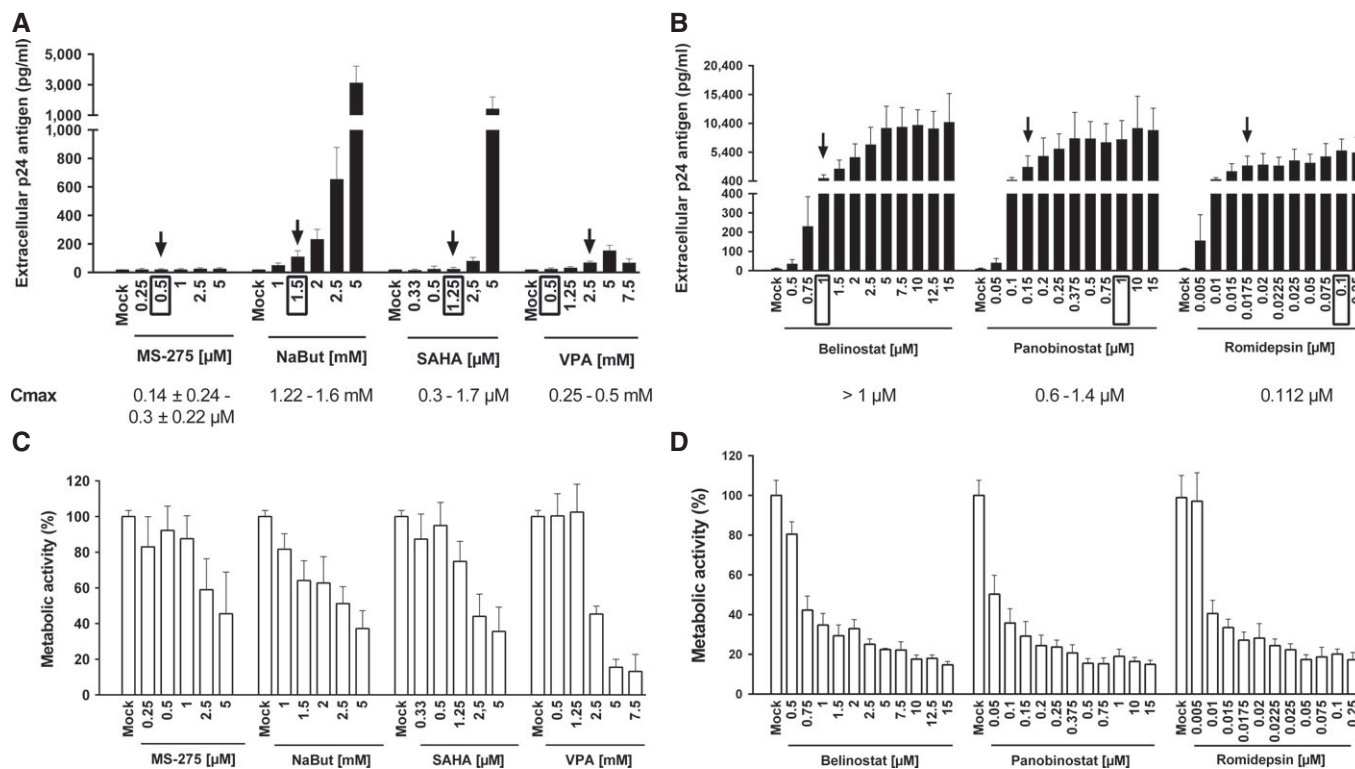 A
Extracellular p24 antigen (pg/ml)
5,000
3,000
1,000
1,000
800
600
400
200
0
Mock 0.25 0.5 1 2.5 5
Mock 1 1.5 2 2.5 5
Mock 0.33 0.5 1.25 2,5 5
Mock 0.5 1.25 2.5 5 7.5
MS-275 [µM] NaBut [mM] SAHA [µM] VPA [mM]
Cmax 0.14 ± 0.24 - 1.22 - 1.6 mM 0.3 - 1.7 µM 0.25 - 0.5 mM
0.3 ± 0.22 µM
B
Extracellular p24 antigen (pg/ml)
20,400
15,400
10,400
5,400
400
400
300
200
100
0
Mock 0.5 0.75 1 1.5 2 2.5 5 7.5 10 12.5 15
Mock 0.05 0.1 0.15 0.2 0.25 0.375 0.5 0.75 1 10 15
Mock 0.005 0.01 0.015 0.0175 0.02 0.0225 0.025 0.05 0.075 0.1 0.25
Belinostat [µM] Panobinostat [µM] Romidepsin [µM]
> 1 µM 0.6 - 1.4 µM 0.112 µM
C
Metabolic activity (%)
120
100
80
60
40
20
0
Mock 0.25 0.5 1 2.5 5
Mock 1 1.5 2 2.5 5
Mock 0.33 0.5 1.25 2,5 5
Mock 0.5 1.25 2.5 5 7.5
MS-275 [µM] NaBut [mM] SAHA [µM] VPA [mM]
D
Metabolic activity (%)
120
100
80
60
40
20
0
Mock 0.5 0.75 1 1.5 2 2.5 5 7.5 10 12.5 15
Mock 0.05 0.1 0.15 0.2 0.25 0.375 0.5 0.75 1 10 15
Mock 0.005 0.01 0.015 0.0175 0.02 0.0225 0.025 0.05 0.075 0.1 0.25
Belinostat [µM] Panobinostat [µM] Romidepsin [µM]